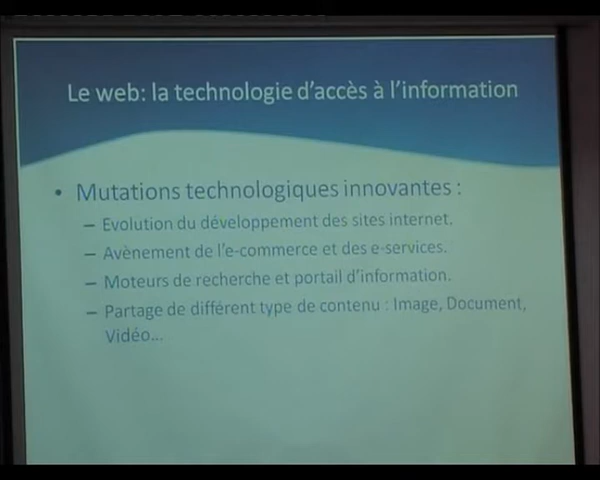 Le web: la technologie d'accès à l'information
• Mutations technologiques innovantes :
– Evolution du développement des sites internet.
– Avènement de l'e-commerce et des e-services.
– Moteurs de recherche et portail d'information.
– Partage de différent type de contenu : Image, Document,
Vidéo...